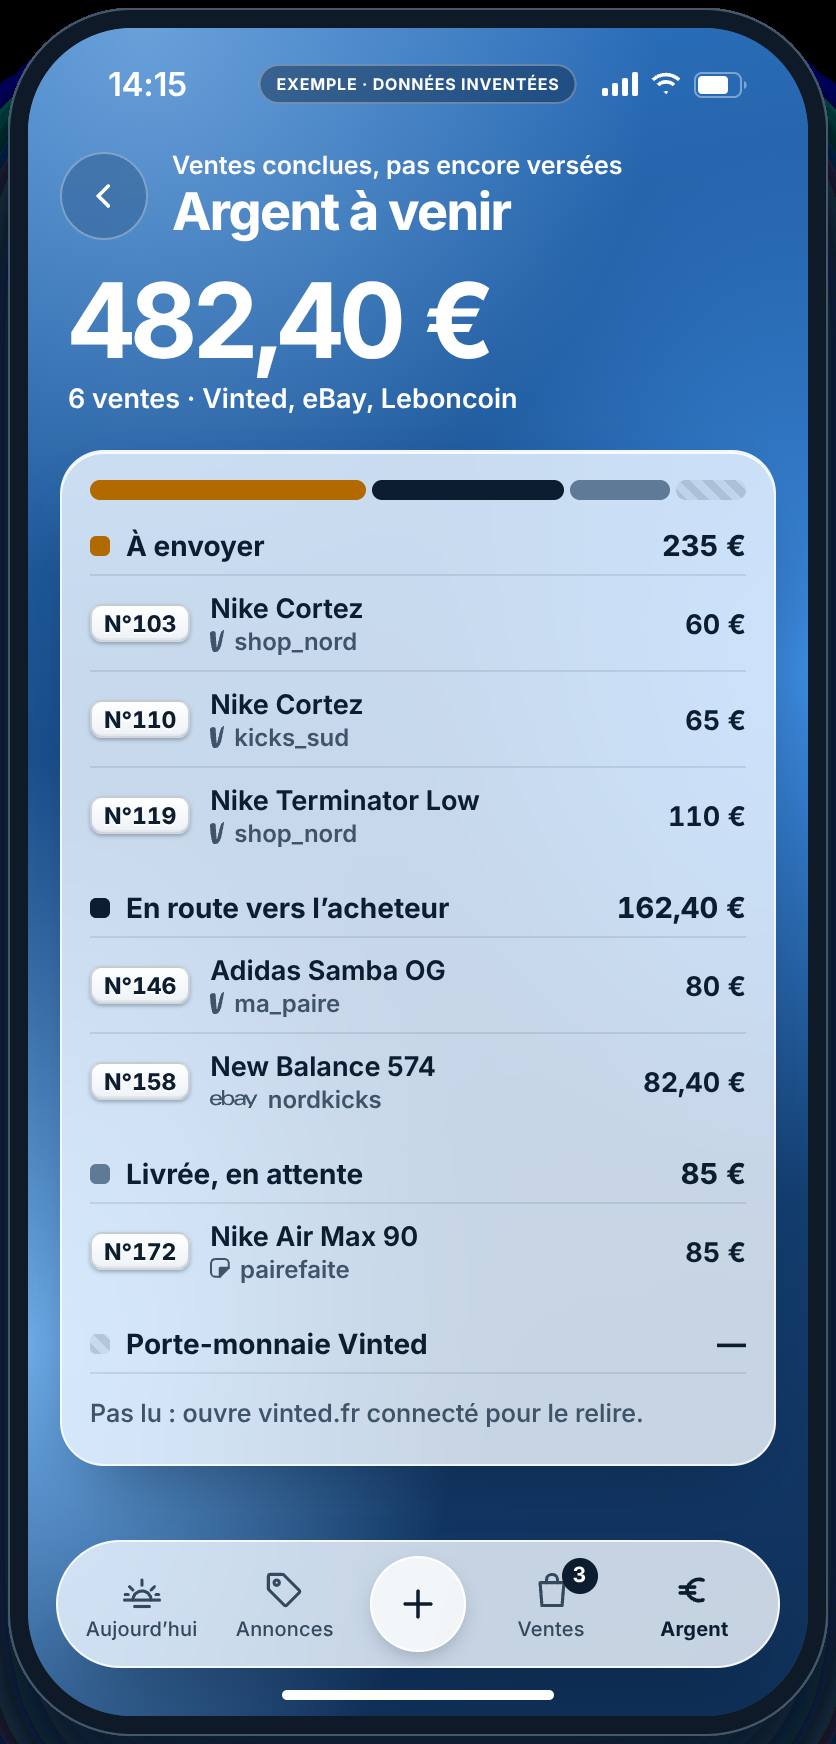 14:15
EXEMPLE · DONNÉES INVENTÉES
Ventes conclues, pas encore versées
Argent à venir
482,40 €
6 ventes · Vinted, eBay, Leboncoin
À envoyer 235 €
N°103 Nike Cortez 60 €
shop_nord
N°110 Nike Cortez 65 €
kicks_sud
N°119 Nike Terminator Low 110 €
shop_nord
En route vers l’acheteur 162,40 €
N°146 Adidas Samba OG 80 €
ma_paire
N°158 New Balance 574 82,40 €
ebay nordkicks
Livrée, en attente 85 €
N°172 Nike Air Max 90 85 €
pairefaite
Porte-monnaie Vinted —
Pas lu : ouvre vinted.fr connecté pour le relire.
3
Aujourd’hui Annonces Ventes Argent